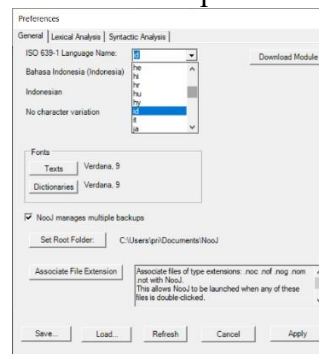 Preferences
General Lexical Analysis Syntactic Analysis
ISO 639-1 Language Name: id Download Module
he
Bahasa Indonesia (Indonesia)
hi
hr
Indonesian
hu
hy
No character variation
id
it
ja
Fonts
Texts Verdana, 9
Dictionaries Verdana, 9
NooJ manages multiple backups
Set Root Folder: C:\Users\pri\Documents\NooJ
Associate File Extension
Associate files of type extensions: .noc .nof .nog .nom
.not with NooJ.
This allows NooJ to be launched when any of these
files is double-clicked.
Save... Load... Refresh Cancel Apply